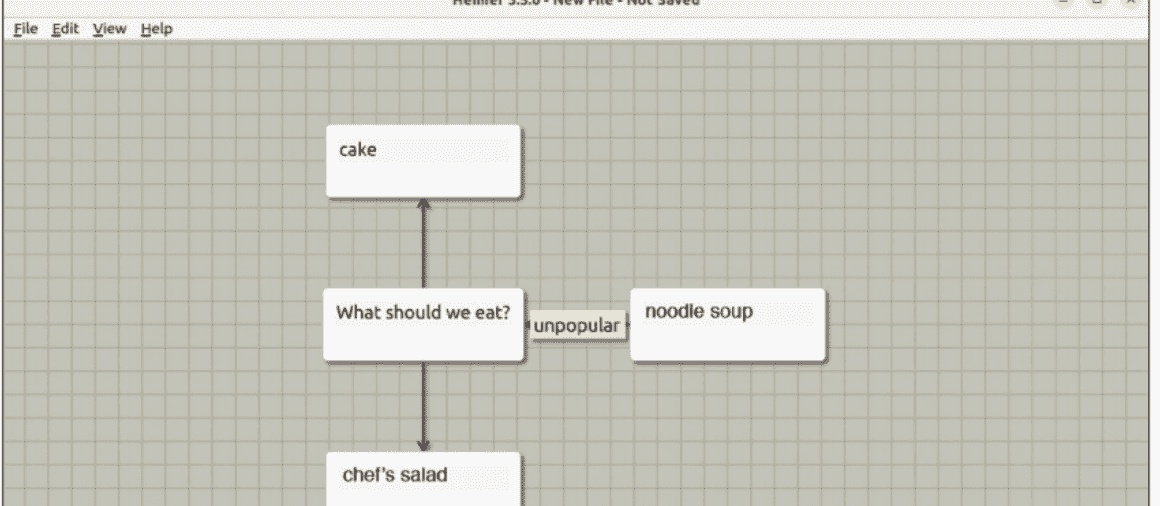 File Edit View Help
cake
What should we eat?
unpopular
noodle soup
chef's salad